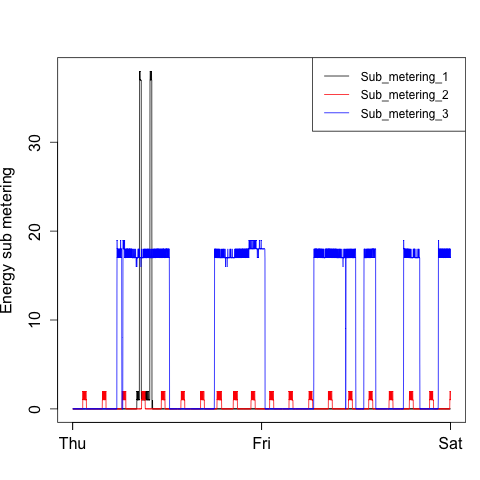 Sub_metering_1
Sub_metering_2
Sub_metering_3
Energy sub metering
30
20
10
0
Thu Fri Sat